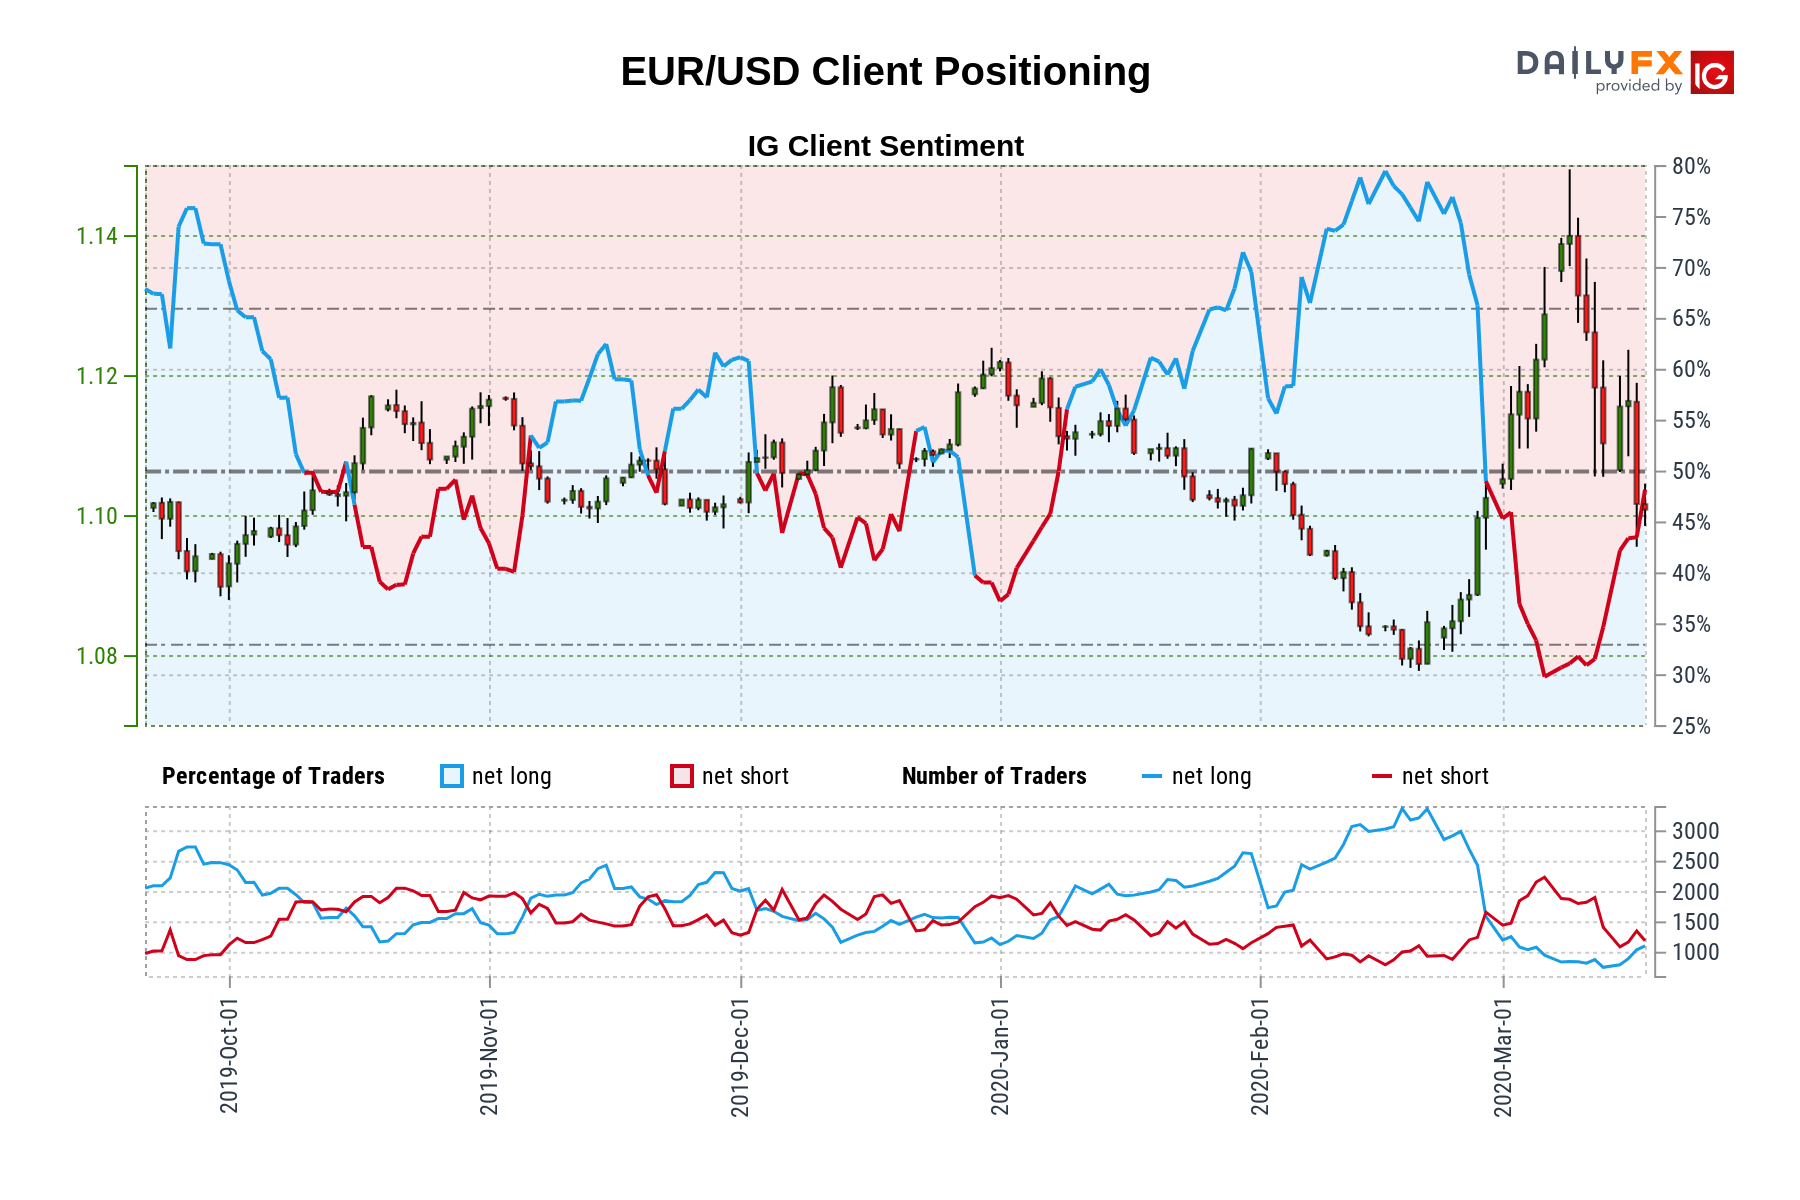 EUR/USD Client Positioning
DAILYFX
provided by IG
IG Client Sentiment
1.14
1.12
1.10
1.08
80%
75%
70%
65%
60%
55%
50%
45%
40%
35%
30%
25%
Percentage of Traders net long net short Number of Traders net long net short
3000
2500
2000
1500
1000
2019-Oct-01
2019-Nov-01
2019-Dec-01
2020-Jan-01
2020-Feb-01
2020-Mar-01